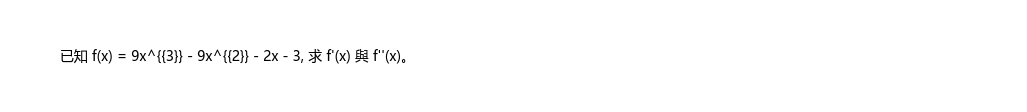 已知 f(x) = 9x^{{3}} - 9x^{{2}} - 2x - 3, 求 f'(x) 與 f''(x)。